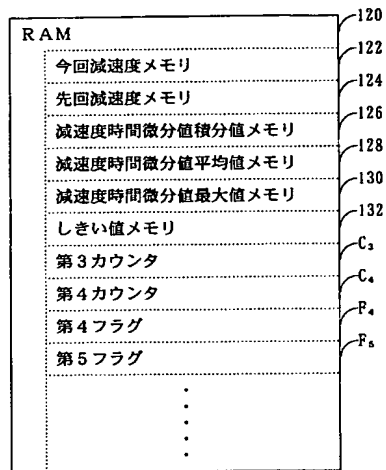 RAM
120
今回減速度メモリ
122
先回減速度メモリ
124
減速度時間微分値積分値メモリ
126
減速度時間微分値平均値メモリ
128
減速度時間微分値最大値メモリ
130
しきい値メモリ
132
第3カウンタ
C₃
第4カウンタ
C₄
第4フラグ
F₄
第5フラグ
F₅